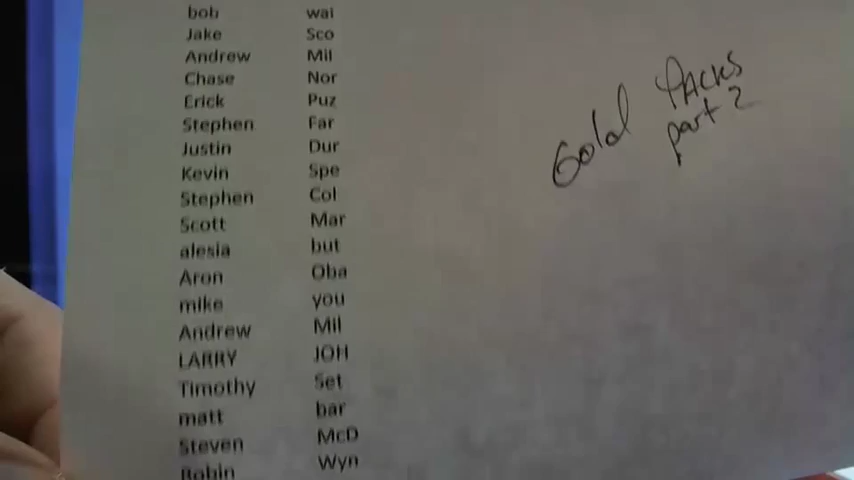 bob wai
Jake Sco
Andrew Mil
Chase Nor
Erick Puz
Stephen Far
Justin Dur
Kevin Spe
Stephen Col
Scott Mar
alesia but
Aron Oba
mike you
Andrew Mil
LARRY JOH
Timothy Set
matt bar
Steven McD
Robin Wyn
Gold PACKS
part 2